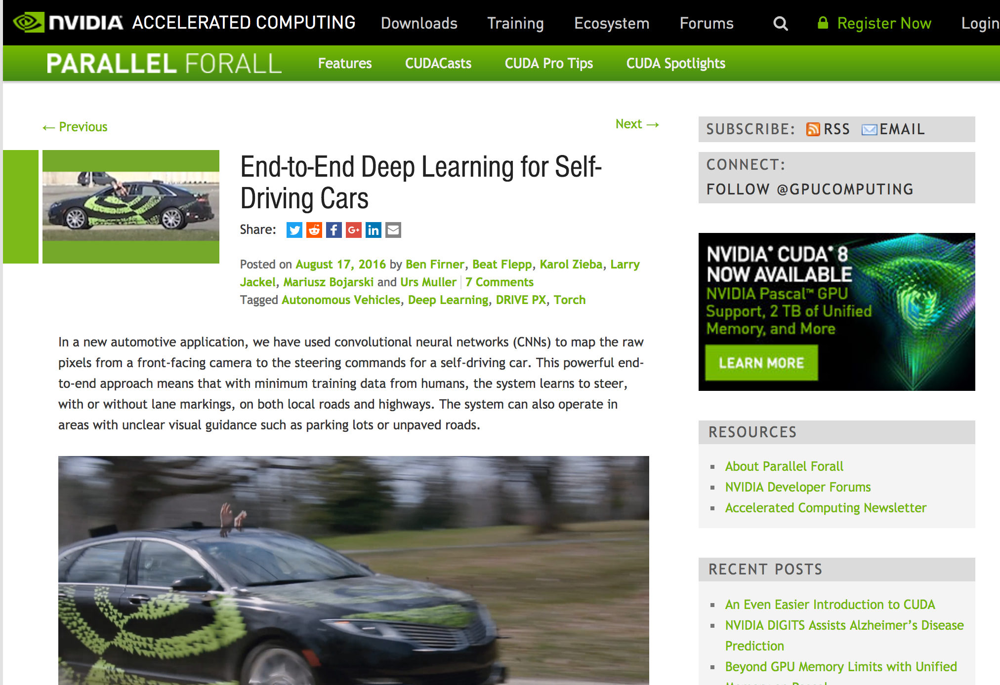 NVIDIA ACCELERATED COMPUTING Downloads Training Ecosystem Forums Register Now Login
PARALLEL FORALL Features CUDACasts CUDA Pro Tips CUDA Spotlights
← Previous
Next →
End-to-End Deep Learning for Self-
Driving Cars
Share:
Posted on August 17, 2016 by Ben Firner, Beat Flepp, Karol Zieba, Larry
Jackel, Mariusz Bojarski and Urs Muller | 7 Comments
Tagged Autonomous Vehicles, Deep Learning, DRIVE PX, Torch
In a new automotive application, we have used convolutional neural networks (CNNs) to map the raw
pixels from a front-facing camera to the steering commands for a self-driving car. This powerful end-
to-end approach means that with minimum training data from humans, the system learns to steer,
with or without lane markings, on both local roads and highways. The system can also operate in
areas with unclear visual guidance such as parking lots or unpaved roads.
SUBSCRIBE: RSS EMAIL
CONNECT:
FOLLOW @GPUCOMPUTING
NVIDIA® CUDA® 8
NOW AVAILABLE
NVIDIA Pascal™ GPU
Support, 2 TB of Unified
Memory, and More
LEARN MORE
RESOURCES
About Parallel Forall
NVIDIA Developer Forums
Accelerated Computing Newsletter
RECENT POSTS
An Even Easier Introduction to CUDA
NVIDIA DIGITS Assists Alzheimer's Disease
Prediction
Beyond GPU Memory Limits with Unified